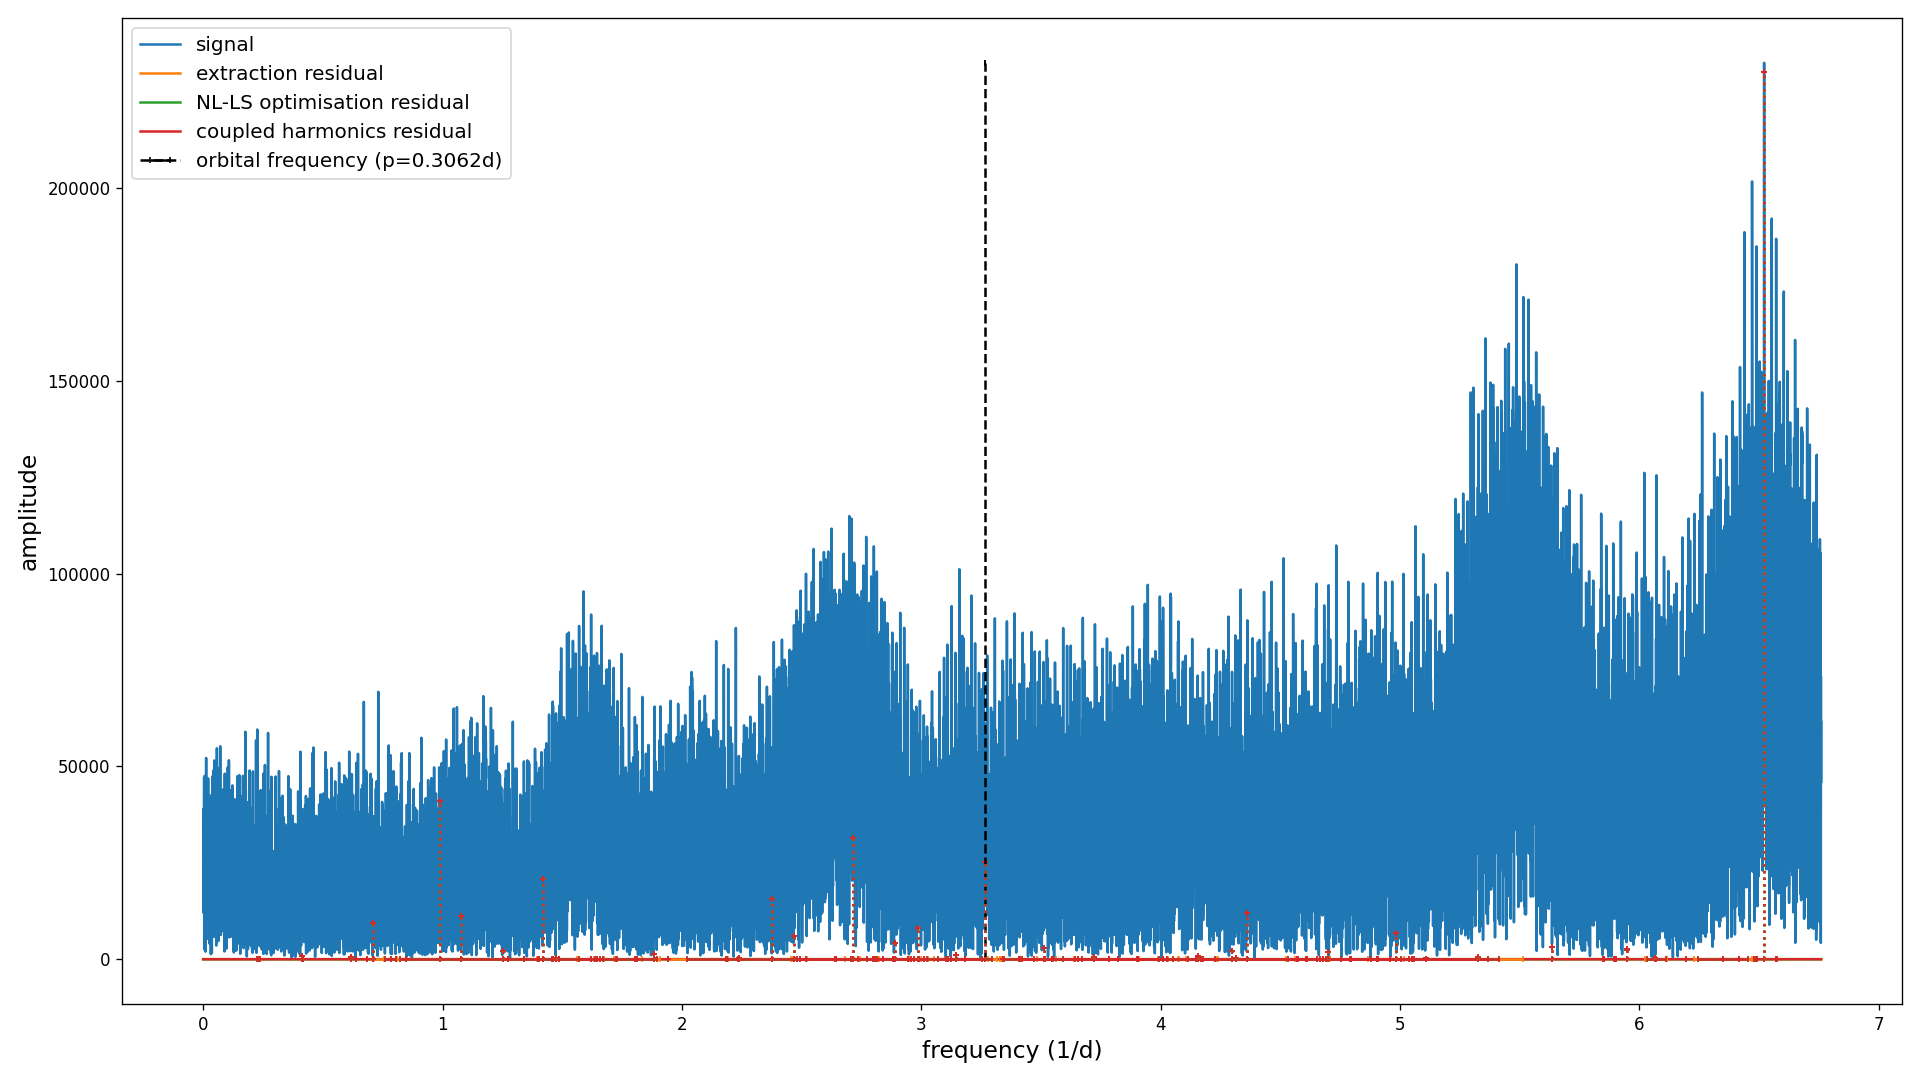 signal
extraction residual
NL-LS optimisation residual
coupled harmonics residual
orbital frequency (p=0.3062d)
amplitude
200000
150000
100000
50000
0
0 1 2 3 4 5 6 7
frequency (1/d)